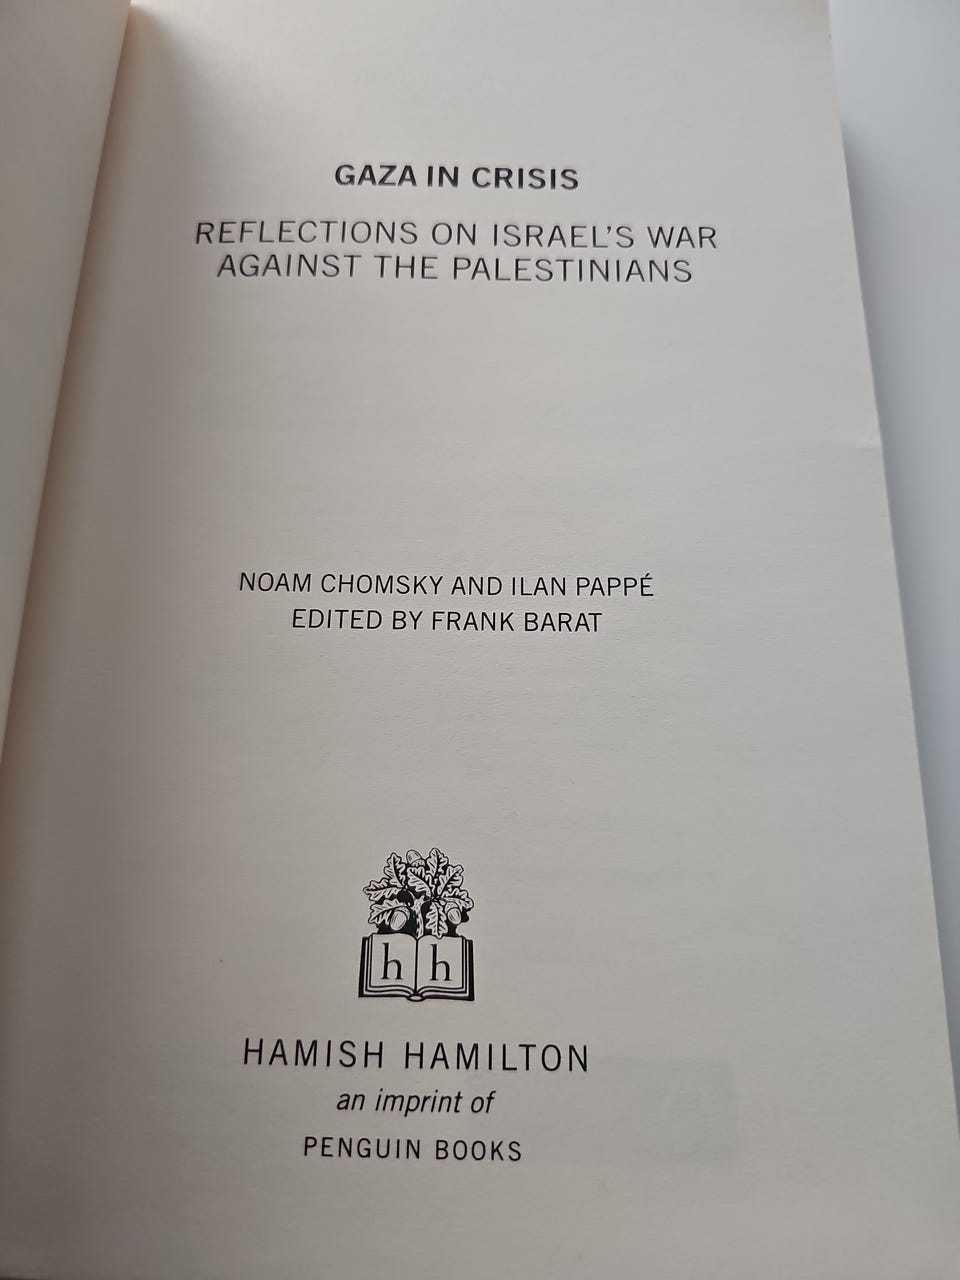 GAZA IN CRISIS
REFLECTIONS ON ISRAEL'S WAR
AGAINST THE PALESTINIANS
NOAM CHOMSKY AND ILAN PAPPÉ
EDITED BY FRANK BARAT
h h
HAMISH HAMILTON
an imprint of
PENGUIN BOOKS